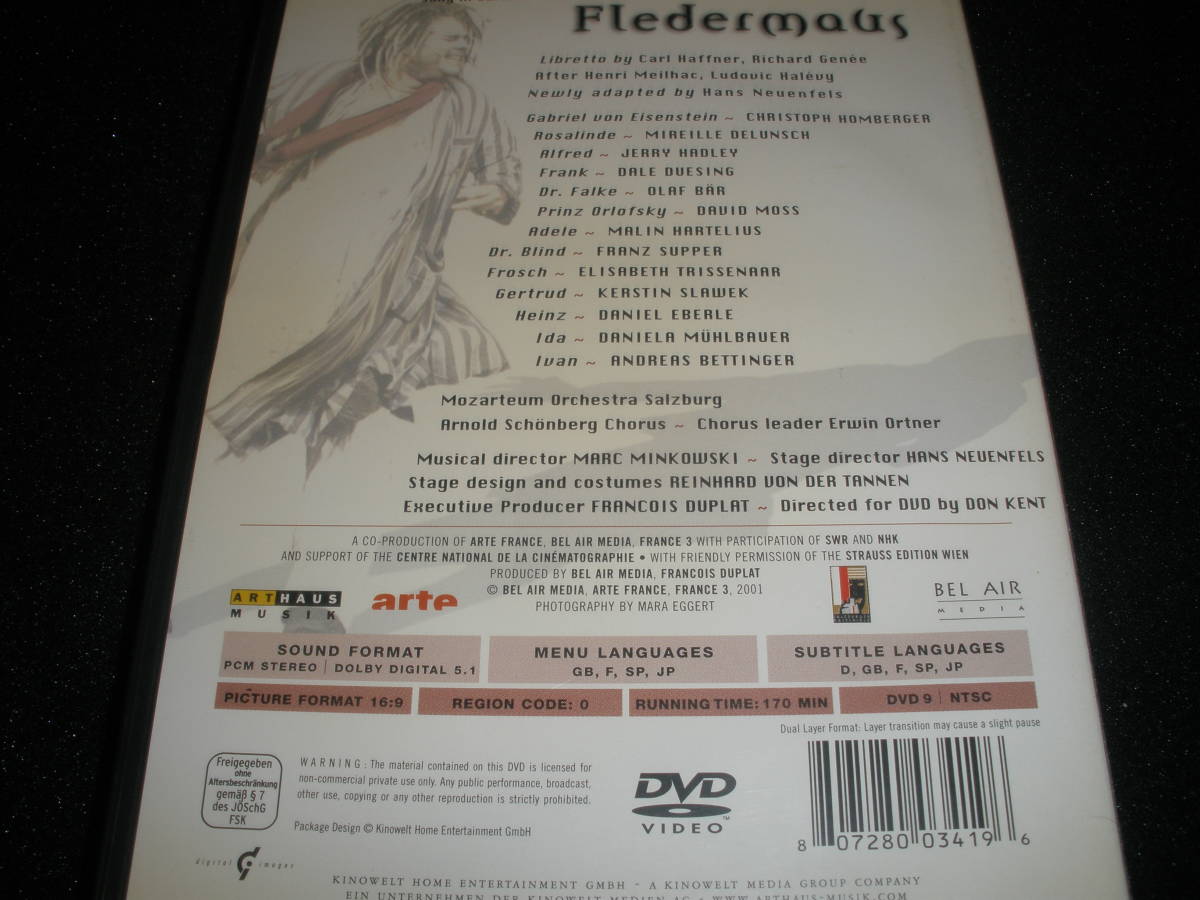 Fledermaus
Libretto by Carl Haffner, Richard Genée
After Henri Meilhac, Ludovic Halévy
Newly adapted by Hans Neuenfels
Gabriel von Eisenstein ~ CHRISTOPH HOMBERGER
Rosalinde ~ MIREILLE DELUNSCH
Alfred ~ JERRY HADLEY
Frank ~ DALE DUESING
Dr. Falke ~ OLAF BÄR
Prinz Orlofsky ~ DAVID MOSS
Adele ~ MALIN HARTELIUS
Dr. Blind ~ FRANZ SUPPER
Frosch ~ ELISABETH TRISSENAAR
Gertrud ~ KERSTIN SLAWEK
Heinz ~ DANIEL EBERLE
Ida ~ DANIELA MÜHLBAUER
Ivan ~ ANDREAS BETTINGER
Mozarteum Orchestra Salzburg
Arnold Schönberg Chorus ~ Chorus leader Erwin Ortner
Musical director MARC MINKOWSKI ~ Stage director HANS NEUENFELS
Stage design and costumes REINHARD VON DER TANNEN
Executive Producer FRANCOIS DUPLAT ~ Directed for DVD by DON KENT
A CO-PRODUCTION OF ARTE FRANCE, BEL AIR MEDIA, FRANCE 3 WITH PARTICIPATION OF SWR AND NHK
AND SUPPORT OF THE CENTRE NATIONAL DE LA CINÉMATOGRAPHIE • WITH FRIENDLY PERMISSION OF THE STRAUSS EDITION WIEN
PRODUCED BY BEL AIR MEDIA, FRANCOIS DUPLAT
© BEL AIR MEDIA, ARTE FRANCE, FRANCE 3, 2001
PHOTOGRAPHY BY MARA EGGERT
ARTHAUS
MUSIK
arte
BEL AIR
MEDIA
SOUND FORMAT
PCM STEREO | DOLBY DIGITAL 5.1
MENU LANGUAGES
GB, F, SP, JP
SUBTITLE LANGUAGES
D, GB, F, SP, JP
PICTURE FORMAT 16:9
REGION CODE: 0
RUNNING TIME: 170 MIN
DVD 9 | NTSC
Dual Layer Format: Layer transition may cause a slight pause
Freigegeben
ohne
Altersbeschränkung
gemäß § 7
des JÖSchG
FSK
WARNING: The material contained on this DVD is licensed for
non-commercial private use only. Any public performance, broadcast,
other use, copying or any other reproduction is strictly prohibited.
Package Design © Kinowelt Home Entertainment GmbH
DVD
VIDEO
TM
8 07280 03419 6
digital images
KINOWELT HOME ENTERTAINMENT GMBH - A KINOWELT MEDIA GROUP COMPANY
EIN UNTERNEHMEN DER KINOWELT MEDIEN AG • WWW.ARTHAUS-MUSIK.COM